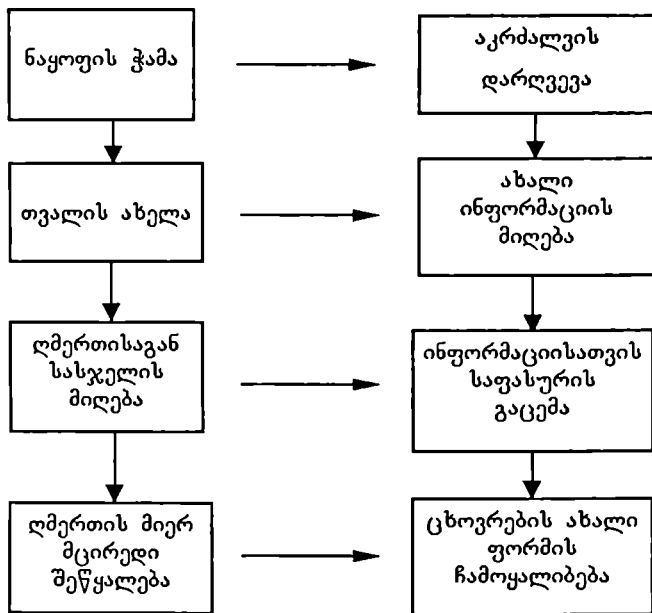 ნაყოფის ჭამა
აკრძალვის
დარღვევა
თვალის ახელა
ახალი
ინფორმაციის
მიღება
ღმერთისაგან
სასჯელის
მიღება
ინფორმაციისათვის
საფასურის
გაცემა
ღმერთის მიერ
მცირედი
შეწყალება
ცხოვრების ახალი
ფორმის
ჩამოყალიბება